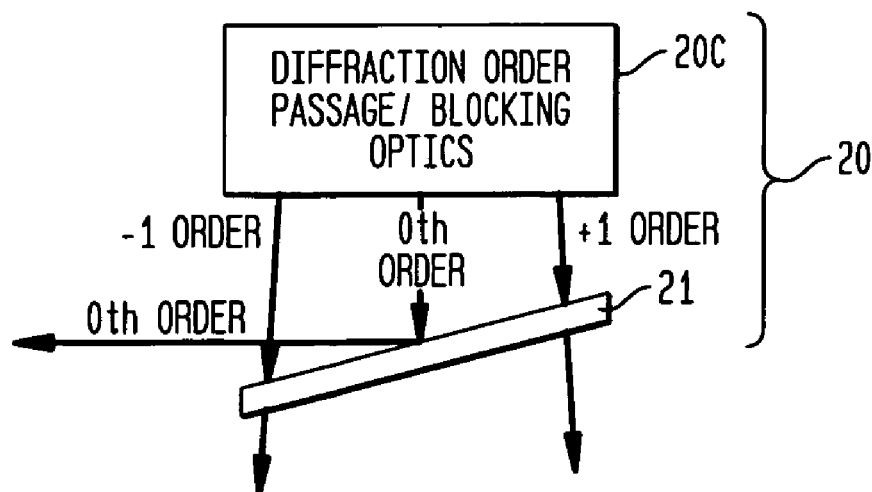 DIFFRACTION ORDER
PASSAGE/ BLOCKING
OPTICS
20C
20
-1 ORDER
0th
ORDER
+1 ORDER
21
0th ORDER